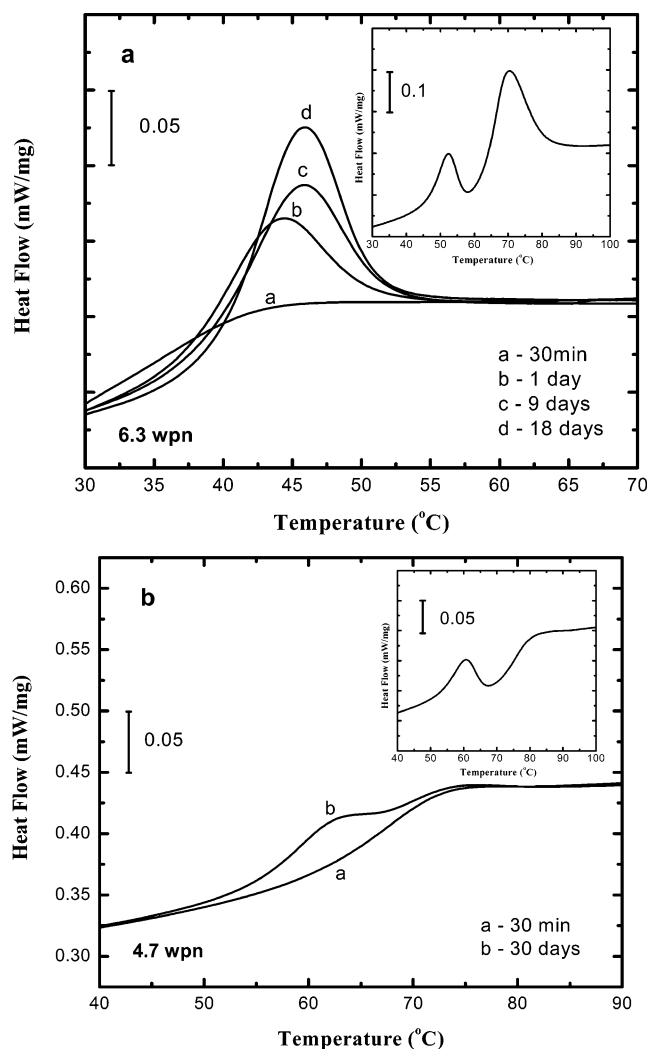 a
0.05
d
c
b
a
Heat Flow (mW/mg)
a - 30min
b - 1 day
c - 9 days
d - 18 days
6.3 wpn
30 35 40 45 50 55 60 65 70
Temperature (°C)
0.1
Heat Flow (mW/mg)
30 40 50 60 70 80 90 100
Temperature (°C)
b
0.60
0.55
0.50
0.45
0.40
0.35
0.30
0.05
Heat Flow (mW/mg)
b
a
a - 30 min
b - 30 days
4.7 wpn
40 50 60 70 80 90
Temperature (°C)
0.05
Heat Flow (mW/mg)
40 50 60 70 80 90 100
Temperature (°C)